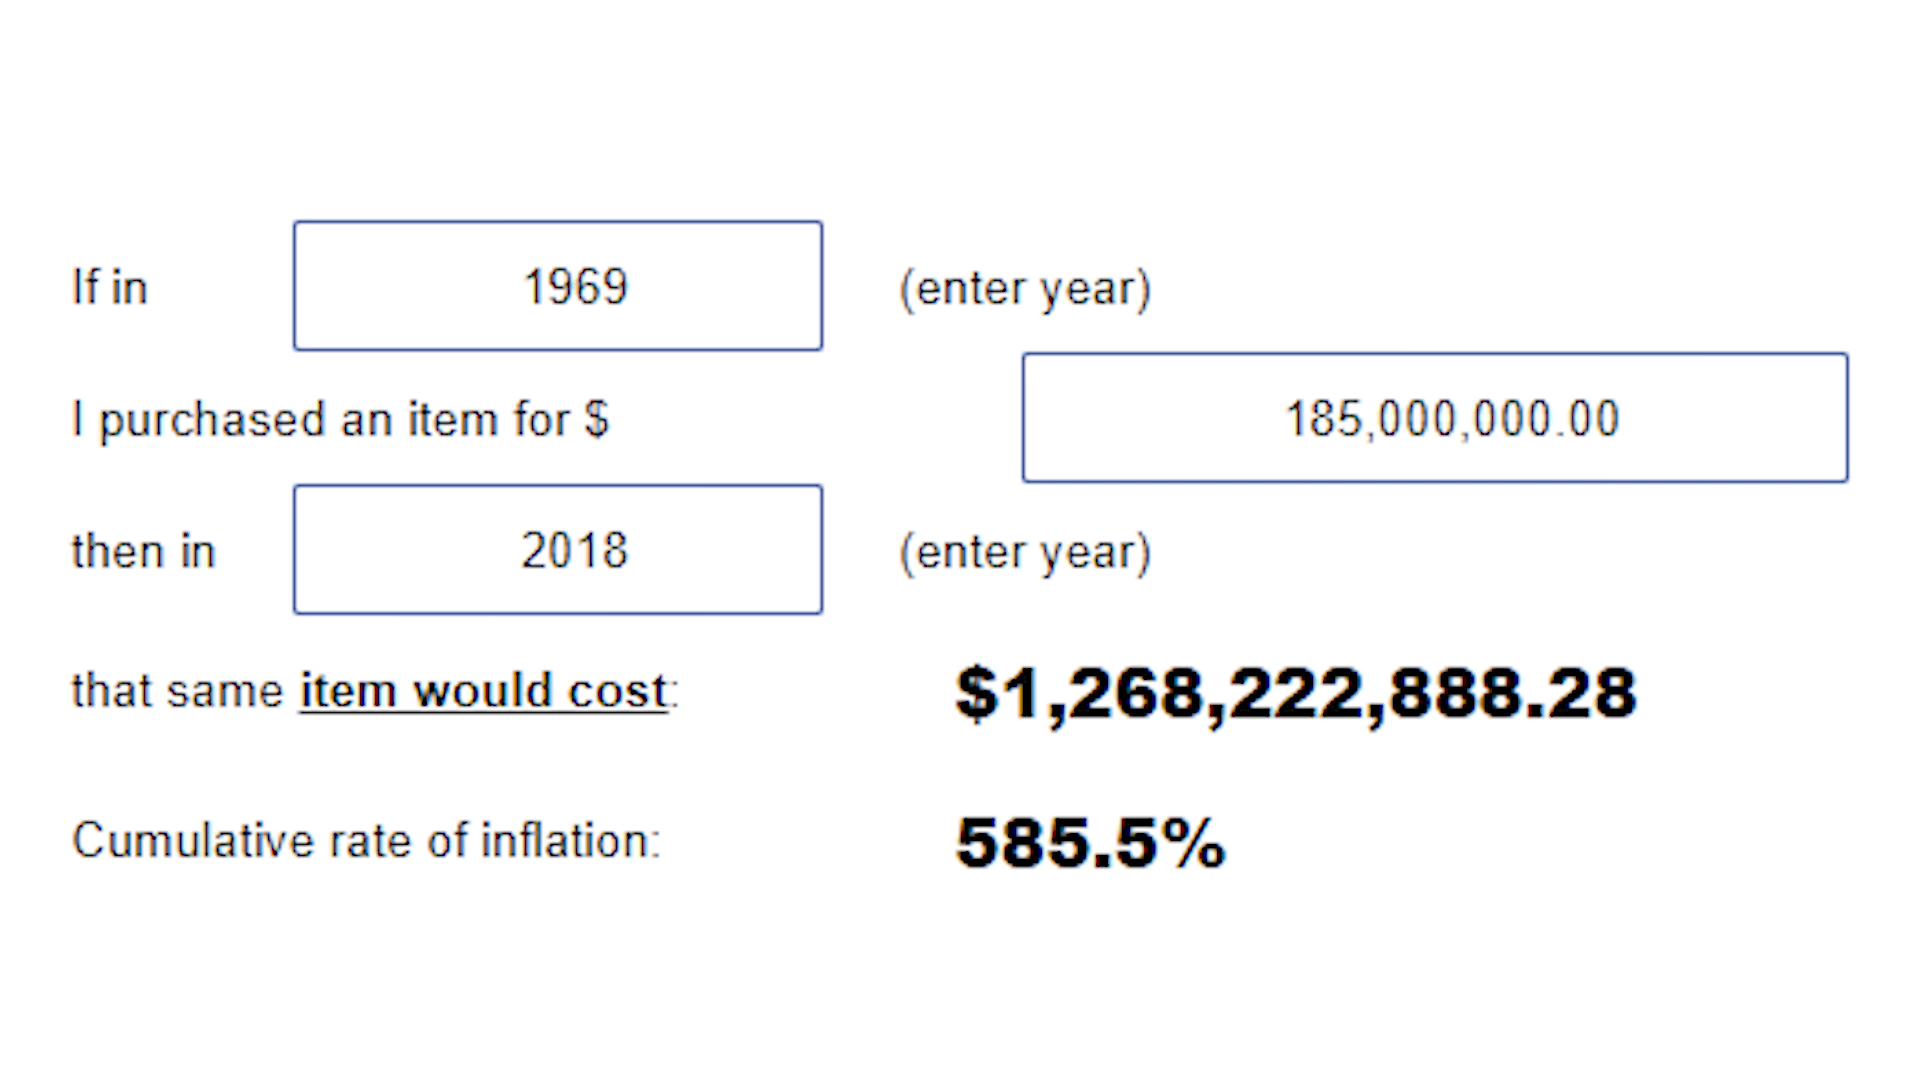 If in 1969 (enter year)
I purchased an item for $ 185,000,000.00
then in 2018 (enter year)
that same item would cost: $1,268,222,888.28
Cumulative rate of inflation: 585.5%